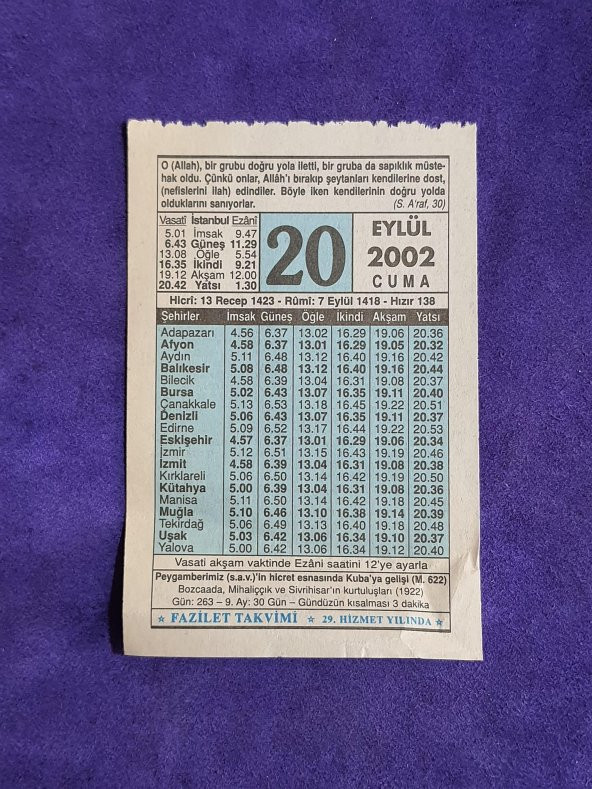 O (Allah), bir grubu doğru yola iletti, bir gruba da sapıklık müste-
hak oldu. Çünkü onlar, Allâh'ı bırakıp şeytanları kendilerine dost,
(nefislerini ilah) edindiler. Böyle iken kendilerinin doğru yolda
olduklarını sanıyorlar. (S. A'raf, 30)
Vasatî İstanbul Ezânî
5.01 İmsak 9.47
6.43 Güneş 11.29
13.08 Öğle 5.54
16.35 İkindi 9.21
19.12 Akşam 12.00
20.42 Yatsı 1.30
20
EYLÜL
2002
CUMA
Hicrî: 13 Recep 1423 - Rûmî: 7 Eylül 1418 - Hızır 138
Şehirler İmsak Güneş Öğle İkindi Akşam Yatsı
Adapazarı 4.56 6.37 13.02 16.29 19.06 20.36
Afyon 4.58 6.37 13.01 16.29 19.05 20.32
Aydın 5.11 6.48 13.12 16.40 19.16 20.42
Balıkesir 5.08 6.48 13.12 16.40 19.16 20.44
Bilecik 4.58 6.39 13.04 16.31 19.08 20.37
Bursa 5.02 6.43 13.07 16.35 19.11 20.40
Çanakkale 5.13 6.53 13.18 16.45 19.22 20.51
Denizli 5.06 6.43 13.07 16.35 19.11 20.37
Edirne 5.09 6.52 13.17 16.44 19.22 20.53
Eskişehir 4.57 6.37 13.01 16.29 19.06 20.34
İzmir 5.12 6.51 13.15 16.43 19.19 20.46
İzmit 4.58 6.39 13.04 16.31 19.08 20.38
Kırklareli 5.06 6.50 13.14 16.42 19.20 20.50
Kütahya 5.00 6.39 13.04 16.31 19.08 20.36
Manisa 5.11 6.50 13.14 16.42 19.18 20.45
Muğla 5.10 6.46 13.10 16.38 19.14 20.39
Tekirdağ 5.06 6.49 13.13 16.40 19.18 20.48
Uşak 5.03 6.42 13.06 16.34 19.10 20.37
Yalova 5.00 6.42 13.06 16.34 19.12 20.40
Vasati akşam vaktinde Ezâni saatini 12'ye ayarla
Peygamberimiz (s.a.v.)'in hicret esnasında Kuba'ya gelişi (M. 622)
Bozcaada, Mihalıççık ve Sivrihisar'ın kurtuluşları (1922)
Gün: 263 – 9. Ay: 30 Gün – Gündüzün kısalması 3 dakika
☆ FAZİLET TAKVİMİ ☆ 29. HİZMET YILINDA ☆